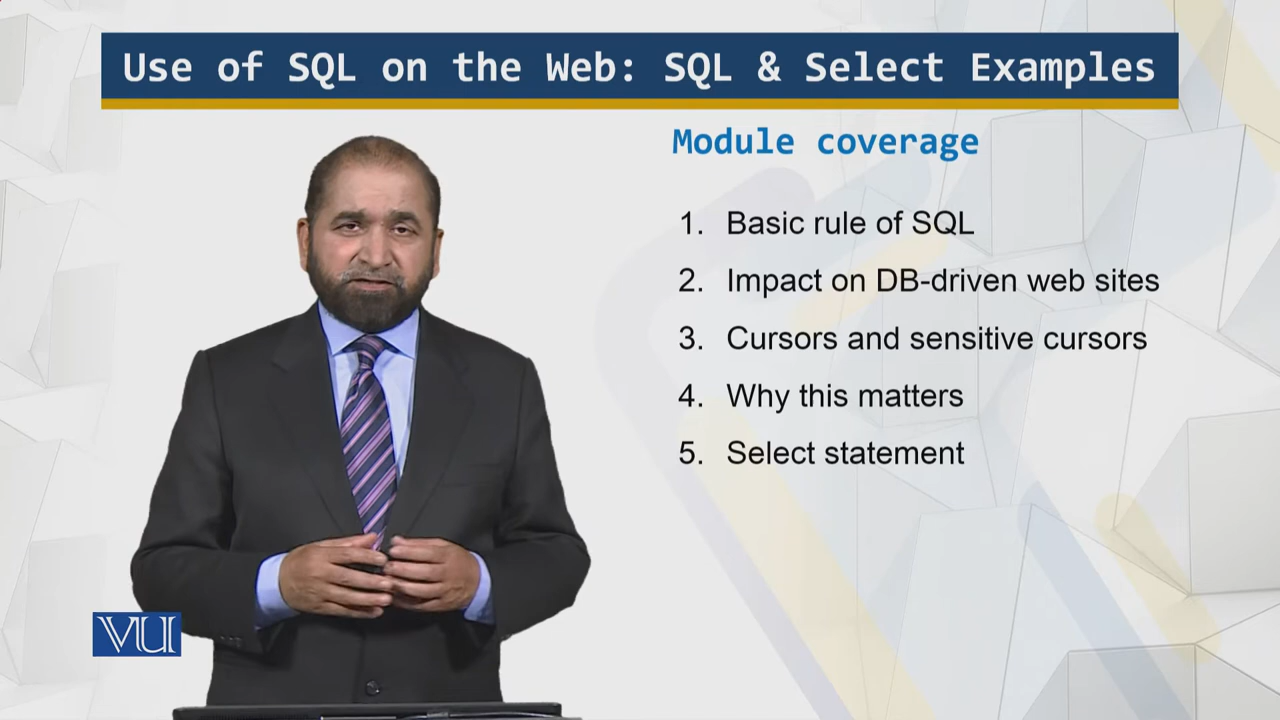 Use of SQL on the Web: SQL & Select Examples
Module coverage
1. Basic rule of SQL
2. Impact on DB-driven web sites
3. Cursors and sensitive cursors
4. Why this matters
5. Select statement
VU